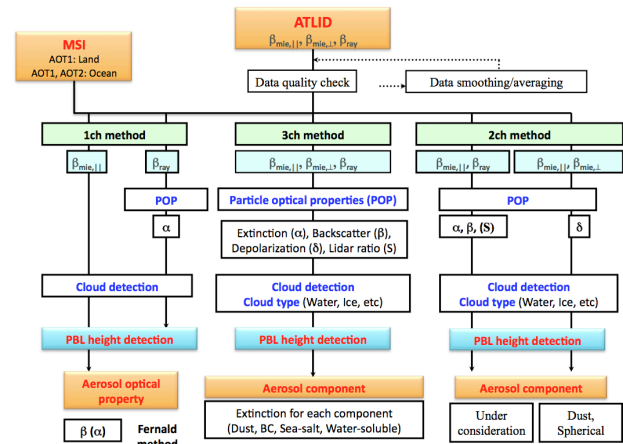 MSI
AOT1: Land
AOT1, AOT2: Ocean
ATLID
βmie,||, βmie,⊥, βray
Data quality check
Data smoothing/averaging
1ch method
3ch method
2ch method
βmie,||
βray
βmie,||, βmie,⊥, βray
βmie,||, βray
βmie,||, βmie,⊥
POP
Particle optical properties (POP)
POP
α
Extinction (α), Backscatter (β),
Depolarization (δ), Lidar ratio (S)
α, β, (S)
δ
Cloud detection
Cloud detection
Cloud type (Water, Ice, etc)
Cloud detection
Cloud type (Water, Ice, etc)
PBL height detection
PBL height detection
PBL height detection
Aerosol optical
property
Aerosol component
Aerosol component
β (α)
Fernald
method
Extinction for each component
(Dust, BC, Sea-salt, Water-soluble)
Under
consideration
Dust,
Spherical